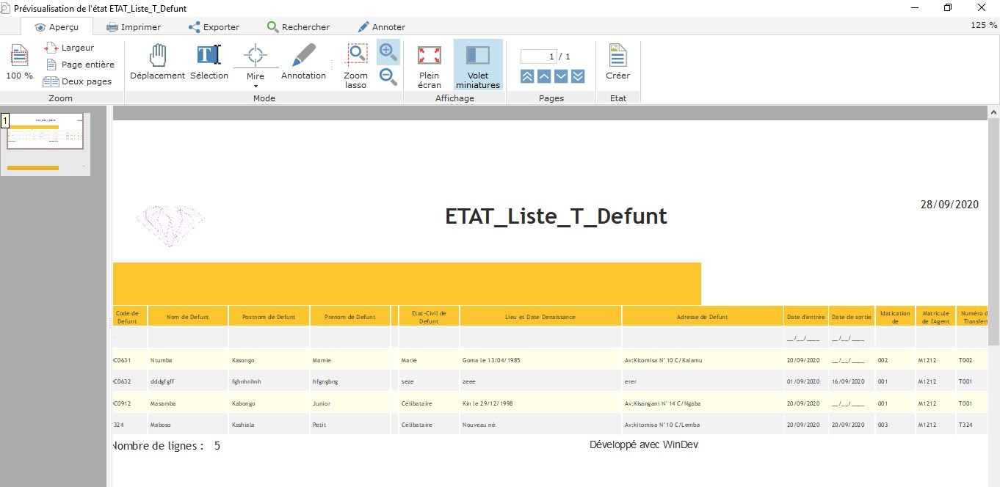 Prévisualisation de l'état ETAT_Liste_T_Defunt
Aperçu Imprimer Exporter Rechercher Annoter 125 %
100 % Largeur
Page entière
Deux pages
Zoom
Déplacement Sélection Mire Annotation Zoom lasso
Mode
Plein écran Volet miniatures
Affichage
1 / 1
Pages
Créer
Etat
1
28/09/2020
ETAT_Liste_T_Defunt
Code de Defunt Nom de Defunt Postnom de Defunt Prenom de Defunt Etat-Civil de Defunt Lieu et Date Denaissance Adresse de Defunt Date d'entrée Date de sortie Idatication de Matricule de l'Agent Numéro d Transfert
__/__/____ __/__/____
C0631 Ntumba Kasongo Mamie Marié Goma le 13/04/1985 Av:Kitomisa N°10 C/Kalamu 20/09/2020 __/__/____ 002 M1212 T002
C0632 dddgfgff fghnhnhnh hfgngbng seze zeee erer 01/09/2020 16/09/2020 001 M1212 T001
C0912 Masamba Kabongo Junior Célibataire Kin le 29/12/1998 Av:Kisangani N°14 C/Ngaba 20/09/2020 __/__/____ 001 M1212 T001
324 Maboso Kashiala Petit Célibataire Nouveau né Av:kitomisa N°10 C/Lemba 20/09/2020 20/09/2020 003 M1212 T324
Nombre de lignes : 5 Développé avec WinDev